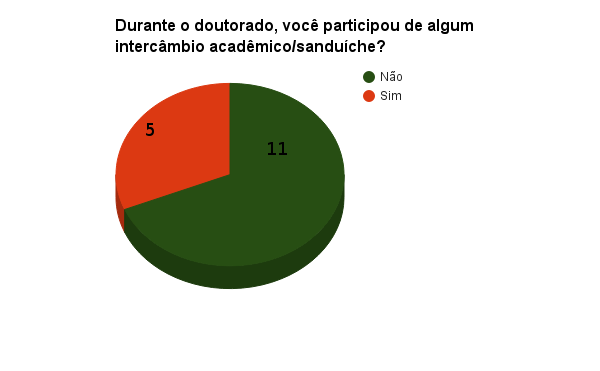 Durante o doutorado, você participou de algum
intercâmbio acadêmico/sanduíche?
Não
Sim
5
11